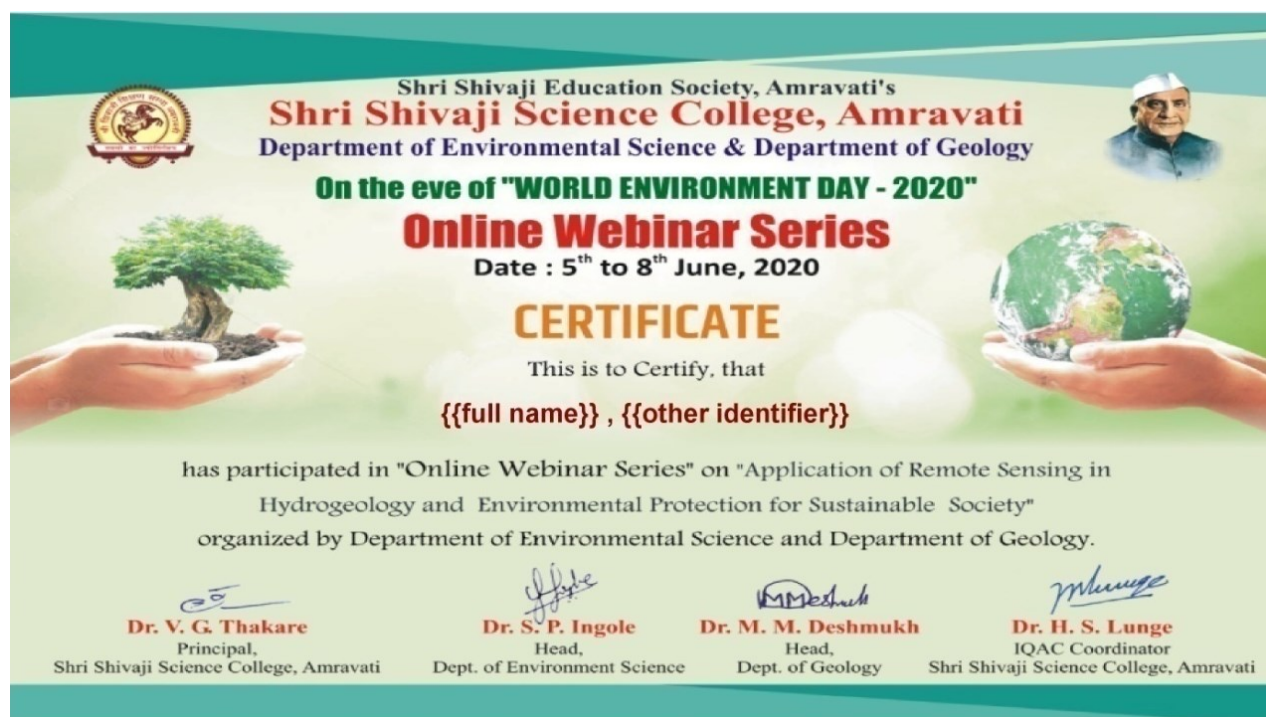 Shri Shivaji Education Society, Amravati's
Shri Shivaji Science College, Amravati
Department of Environmental Science & Department of Geology
On the eve of "WORLD ENVIRONMENT DAY - 2020"
Online Webinar Series
Date : 5th to 8th June, 2020
CERTIFICATE
This is to Certify, that
{{full name}} , {{other identifier}}
has participated in "Online Webinar Series" on "Application of Remote Sensing in
Hydrogeology and Environmental Protection for Sustainable Society"
organized by Department of Environmental Science and Department of Geology.
Dr. V. G. Thakare
Principal,
Shri Shivaji Science College, Amravati
Dr. S. P. Ingole
Head,
Dept. of Environment Science
MMDeshmukh
Dr. M. M. Deshmukh
Head,
Dept. of Geology
Dr. H. S. Lunge
IQAC Coordinator
Shri Shivaji Science College, Amravati